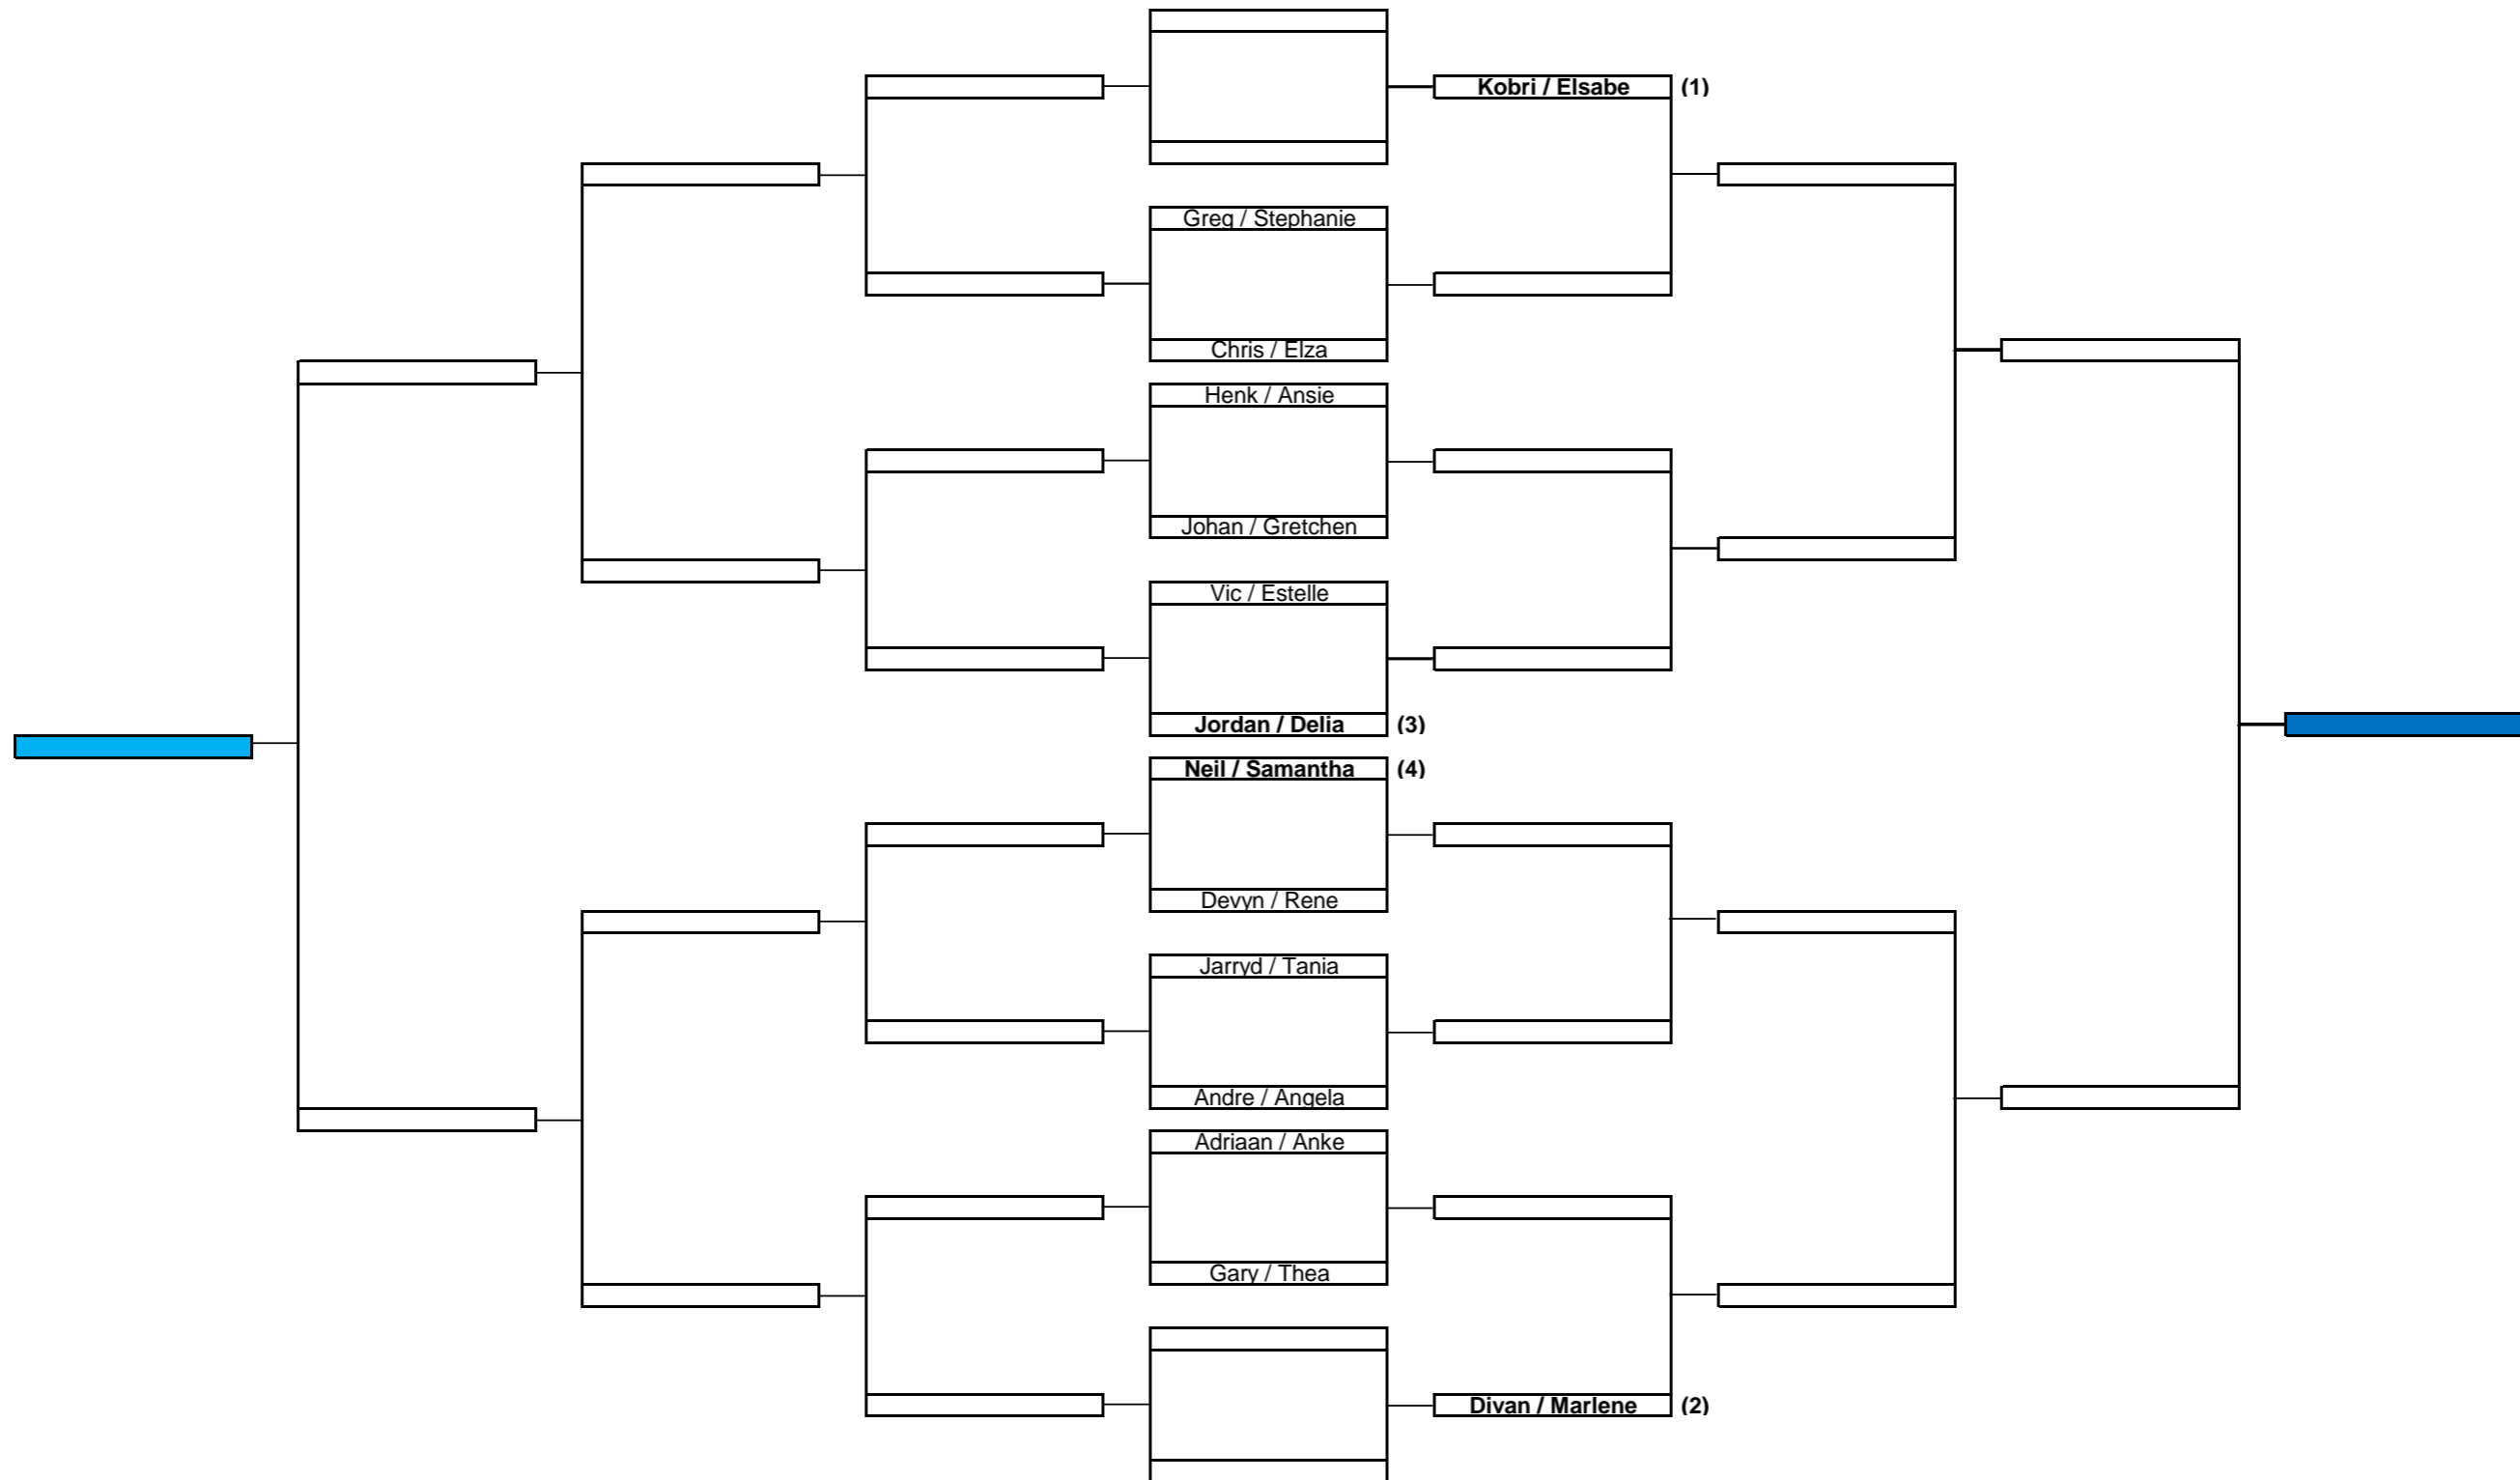 Kobri / Elsabe (1)
Greg / Stephanie
Chris / Elza
Henk / Ansie
Johan / Gretchen
Vic / Estelle
Jordan / Delia (3)
Neil / Samantha (4)
Devyn / Rene
Jarryd / Tania
Andre / Angela
Adriaan / Anke
Gary / Thea
Divan / Marlene (2)